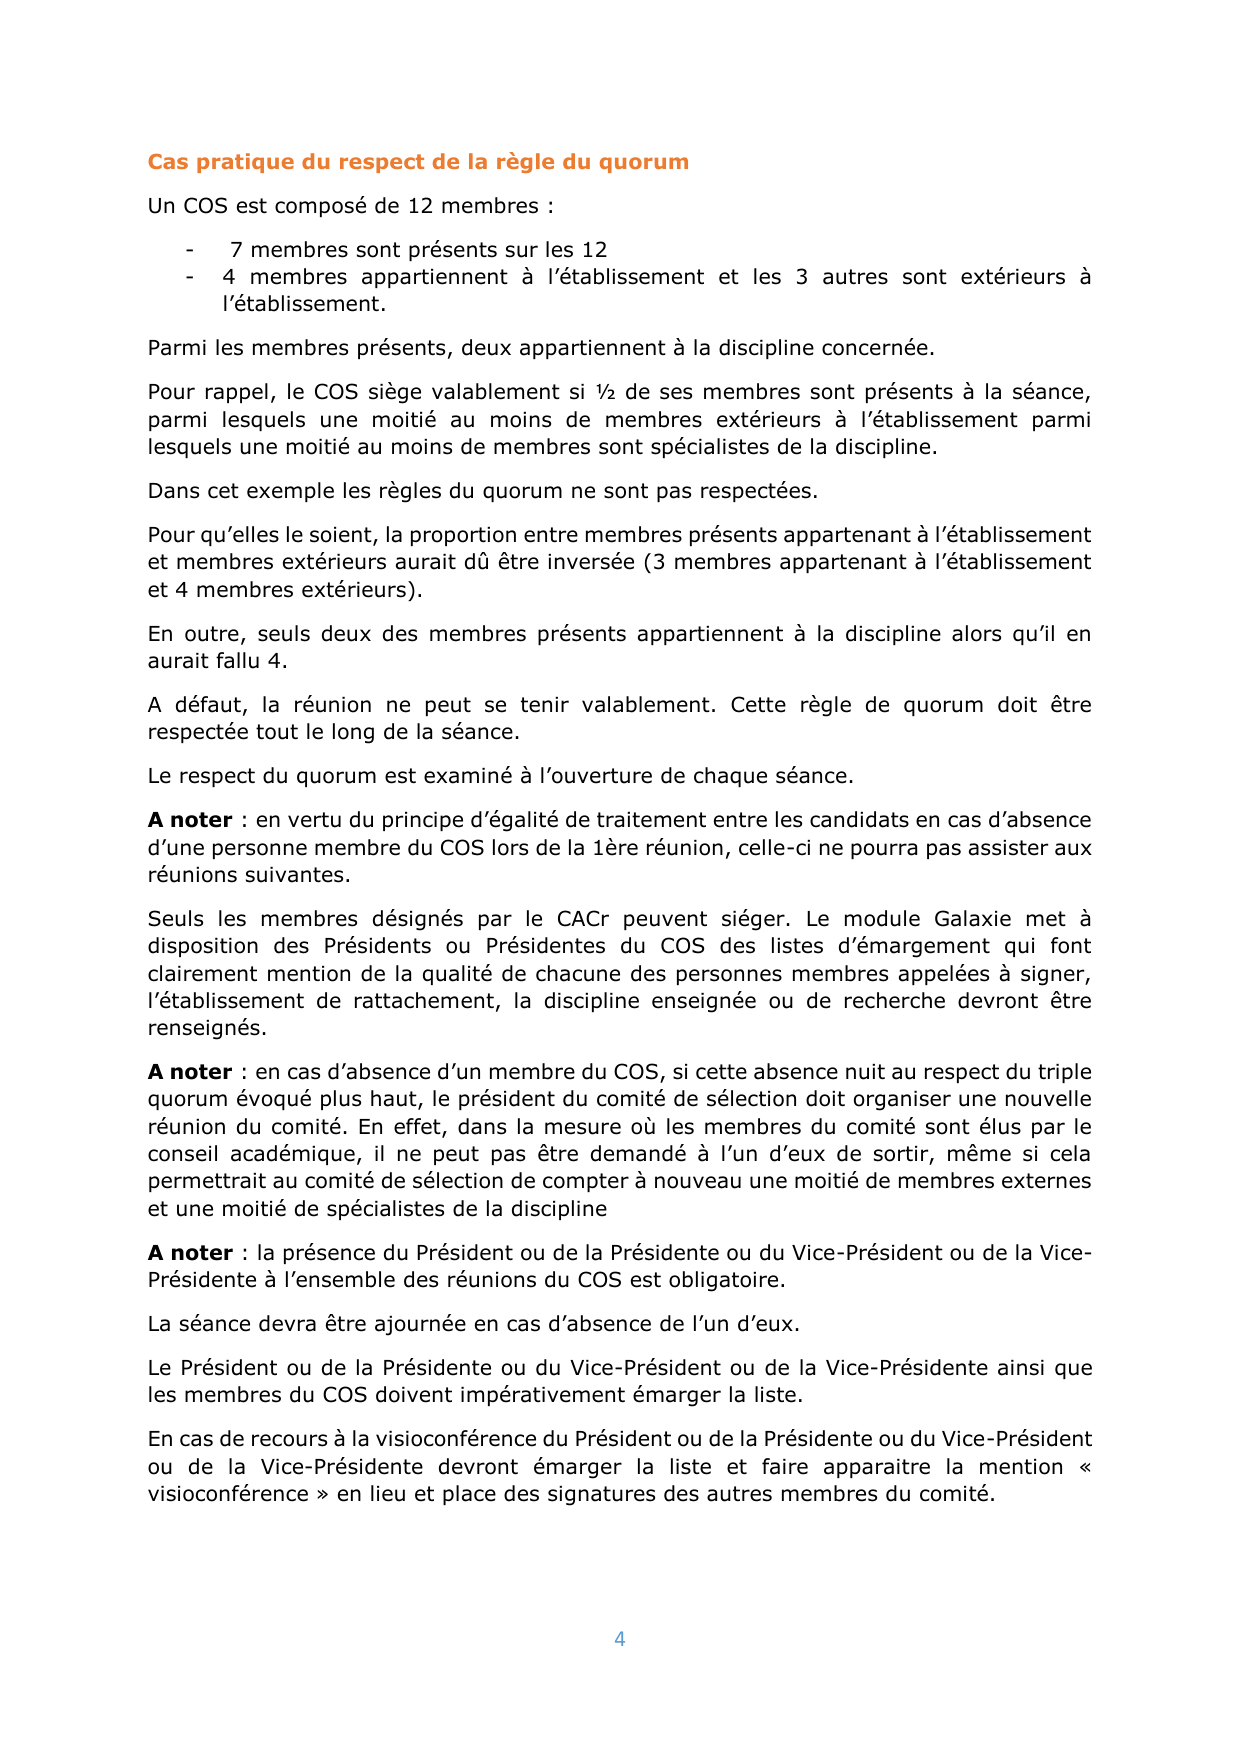 Cas pratique du respect de la règle du quorum
Un COS est composé de 12 membres :
- 7 membres sont présents sur les 12
- 4 membres appartiennent à l’établissement et les 3 autres sont extérieurs à
l’établissement.
Parmi les membres présents, deux appartiennent à la discipline concernée.
Pour rappel, le COS siège valablement si ½ de ses membres sont présents à la séance,
parmi lesquels une moitié au moins de membres extérieurs à l’établissement parmi
lesquels une moitié au moins de membres sont spécialistes de la discipline.
Dans cet exemple les règles du quorum ne sont pas respectées.
Pour qu’elles le soient, la proportion entre membres présents appartenant à l’établissement
et membres extérieurs aurait dû être inversée (3 membres appartenant à l’établissement
et 4 membres extérieurs).
En outre, seuls deux des membres présents appartiennent à la discipline alors qu’il en
aurait fallu 4.
A défaut, la réunion ne peut se tenir valablement. Cette règle de quorum doit être
respectée tout le long de la séance.
Le respect du quorum est examiné à l’ouverture de chaque séance.
A noter : en vertu du principe d’égalité de traitement entre les candidats en cas d’absence
d’une personne membre du COS lors de la 1ère réunion, celle-ci ne pourra pas assister aux
réunions suivantes.
Seuls les membres désignés par le CACr peuvent siéger. Le module Galaxie met à
disposition des Présidents ou Présidentes du COS des listes d’émargement qui font
clairement mention de la qualité de chacune des personnes membres appelées à signer,
l’établissement de rattachement, la discipline enseignée ou de recherche devront être
renseignés.
A noter : en cas d’absence d’un membre du COS, si cette absence nuit au respect du triple
quorum évoqué plus haut, le président du comité de sélection doit organiser une nouvelle
réunion du comité. En effet, dans la mesure où les membres du comité sont élus par le
conseil académique, il ne peut pas être demandé à l’un d’eux de sortir, même si cela
permettrait au comité de sélection de compter à nouveau une moitié de membres externes
et une moitié de spécialistes de la discipline
A noter : la présence du Président ou de la Présidente ou du Vice-Président ou de la Vice-
Présidente à l’ensemble des réunions du COS est obligatoire.
La séance devra être ajournée en cas d’absence de l’un d’eux.
Le Président ou de la Présidente ou du Vice-Président ou de la Vice-Présidente ainsi que
les membres du COS doivent impérativement émarger la liste.
En cas de recours à la visioconférence du Président ou de la Présidente ou du Vice-Président
ou de la Vice-Présidente devront émarger la liste et faire apparaitre la mention «
visioconférence » en lieu et place des signatures des autres membres du comité.
4